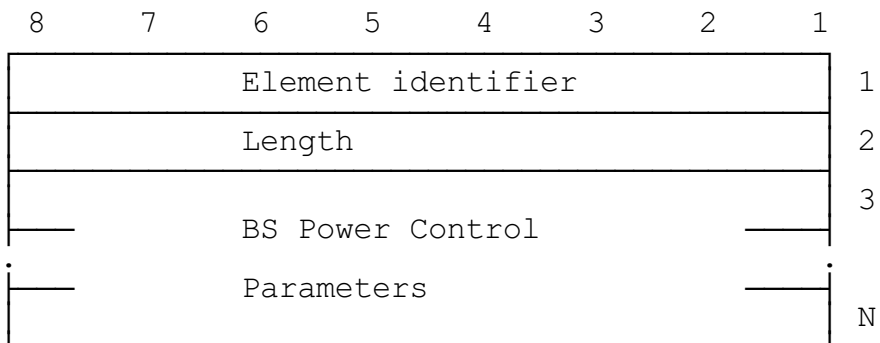 8 7 6 5 4 3 2 1
Element identifier 1
Length 2
3
BS Power Control
Parameters
N